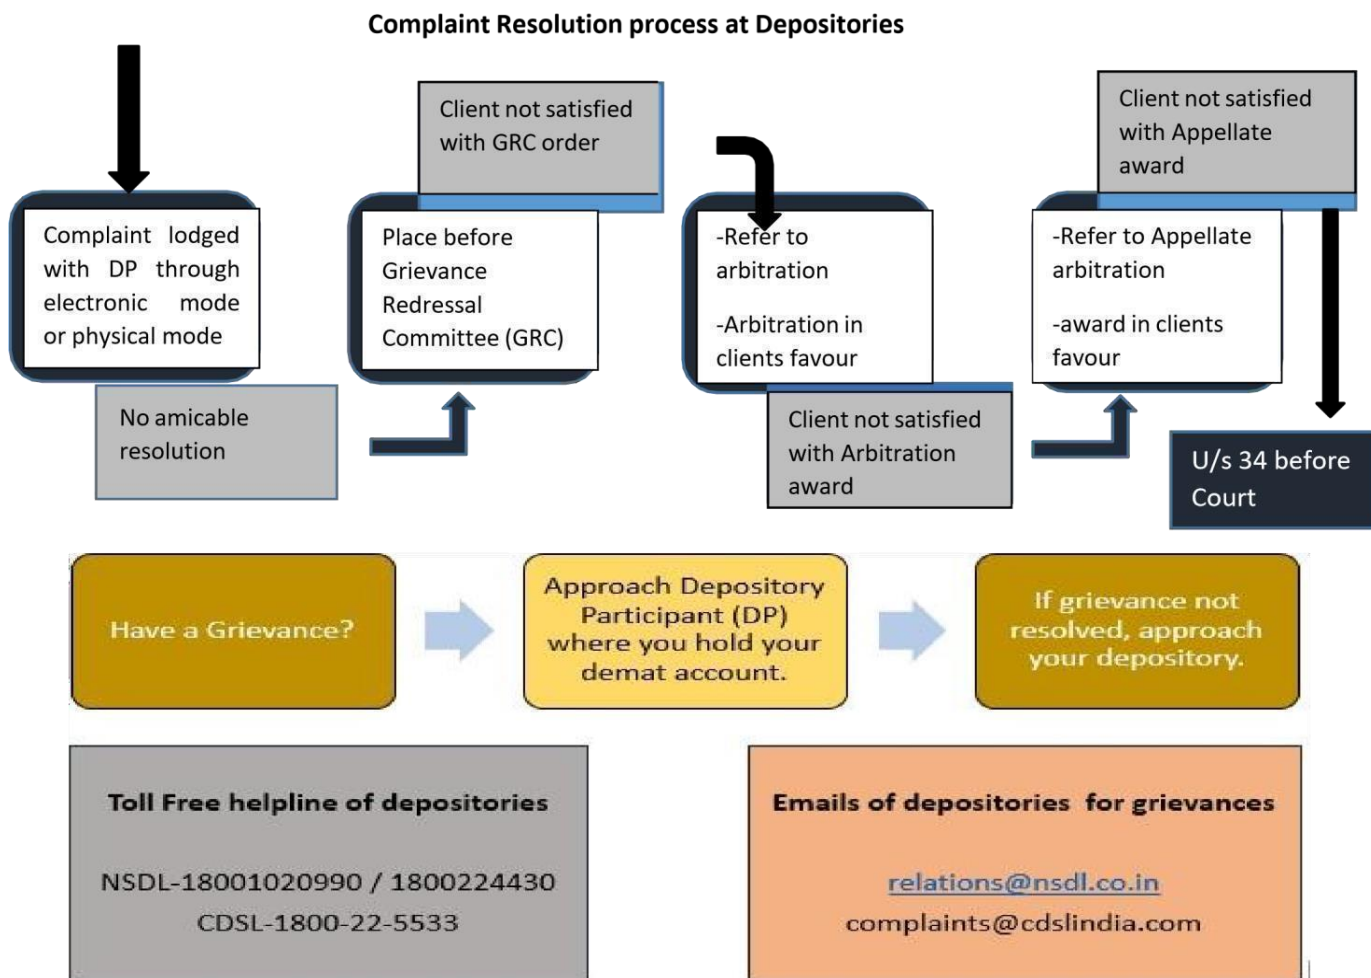 Complaint Resolution process at Depositories
Client not satisfied
with GRC order
Client not satisfied
with Appellate
award
Complaint lodged
with DP through
electronic mode
or physical mode
Place before
Grievance
Redressal
Committee (GRC)
-Refer to
arbitration
-Arbitration in
clients favour
-Refer to Appellate
arbitration
-award in clients
favour
No amicable
resolution
Client not satisfied
with Arbitration
award
U/s 34 before
Court
Have a Grievance?
Approach Depository
Participant (DP)
where you hold your
demat account.
If grievance not
resolved, approach
your depository.
Toll Free helpline of depositories
NSDL-18001020990 / 1800224430
CDSL-1800-22-5533
Emails of depositories for grievances
relations@nsdl.co.in
complaints@cdslindia.com